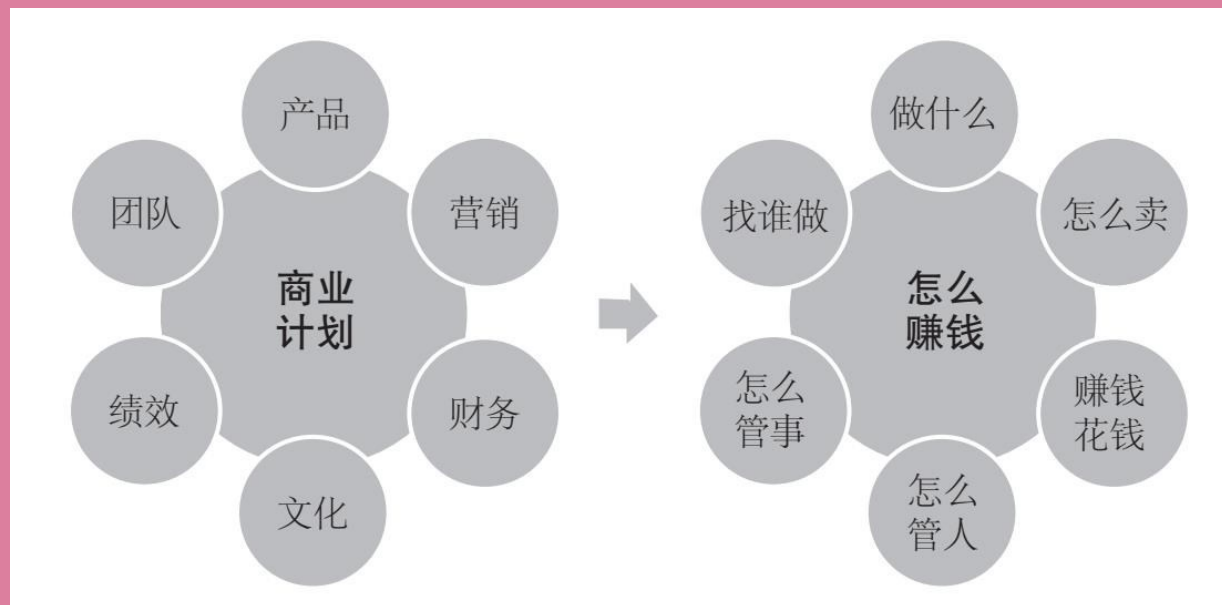 产品
营销
财务
文化
绩效
团队
商业
计划
做什么
怎么卖
赚钱
花钱
怎么
管人
怎么
管事
找谁做
怎么
赚钱